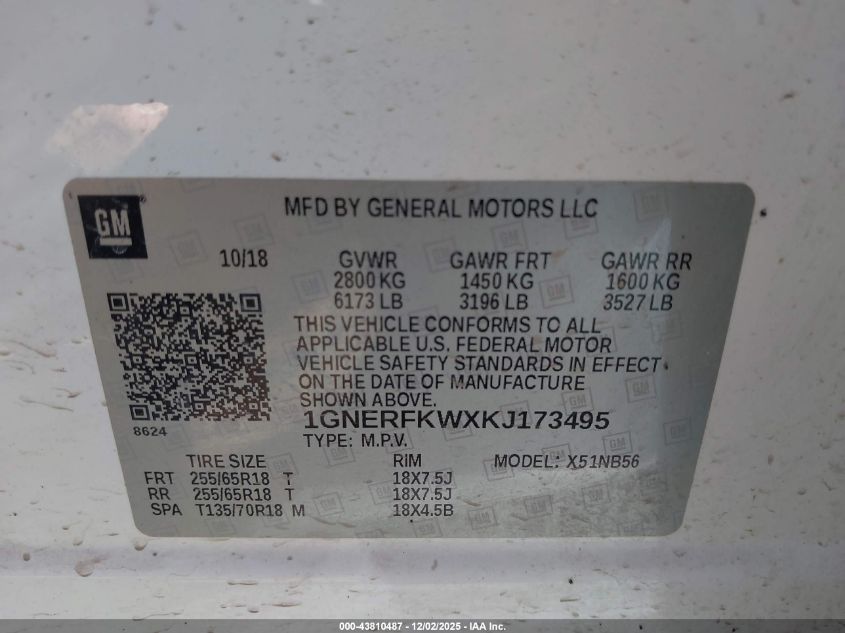 GM
MFD BY GENERAL MOTORS LLC
10/18 GVWR GAWR FRT GAWR RR
2800 KG 1450 KG 1600 KG
6173 LB 3196 LB 3527 LB
THIS VEHICLE CONFORMS TO ALL
APPLICABLE U.S. FEDERAL MOTOR
VEHICLE SAFETY STANDARDS IN EFFECT
ON THE DATE OF MANUFACTURE
SHOWN ABOVE.
8624
1GNERFKWXKJ173495
TYPE: M.P.V.
TIRE SIZE RIM MODEL: X51NB56
FRT 255/65R18 T 18X7.5J
RR 255/65R18 T 18X7.5J
SPA T135/70R18 M 18X4.5B
000-43810487 - 12/02/2025 - IAA Inc.